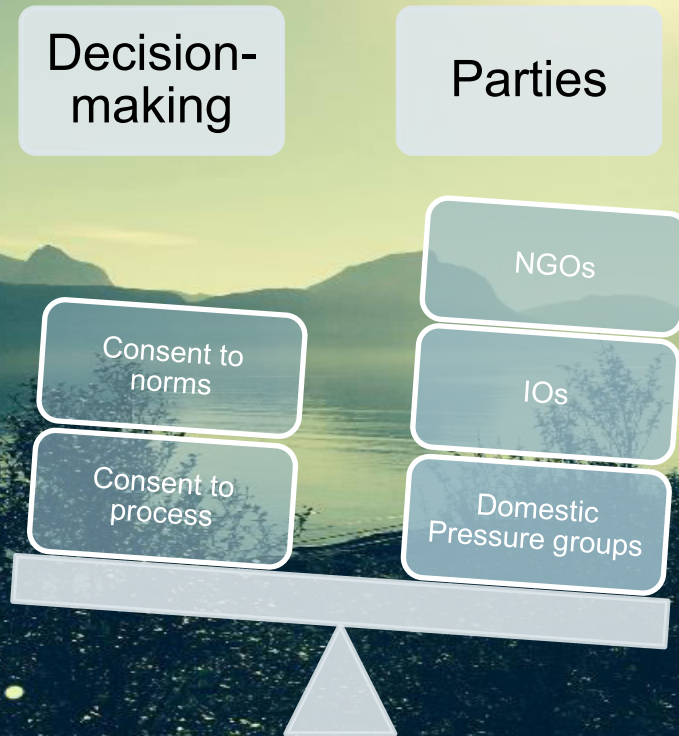 Decision-
making
Parties
Consent to
norms
Consent to
process
NGOs
IOs
Domestic
Pressure groups